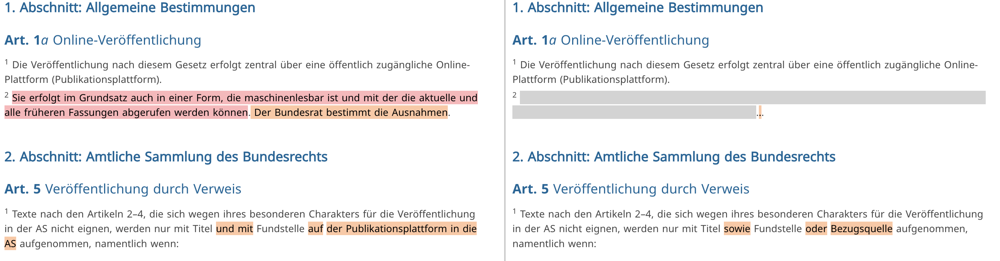 1. Abschnitt: Allgemeine Bestimmungen
Art. 1a Online-Veröffentlichung
1 Die Veröffentlichung nach diesem Gesetz erfolgt zentral über eine öffentlich zugängliche Online-
Plattform (Publikationsplattform).
2 Sie erfolgt im Grundsatz auch in einer Form, die maschinenlesbar ist und mit der die aktuelle und
alle früheren Fassungen abgerufen werden können. Der Bundesrat bestimmt die Ausnahmen.
2. Abschnitt: Amtliche Sammlung des Bundesrechts
Art. 5 Veröffentlichung durch Verweis
1 Texte nach den Artikeln 2–4, die sich wegen ihres besonderen Charakters für die Veröffentlichung
in der AS nicht eignen, werden nur mit Titel und mit Fundstelle auf der Publikationsplattform in die
AS aufgenommen, namentlich wenn:
1. Abschnitt: Allgemeine Bestimmungen
Art. 1a Online-Veröffentlichung
1 Die Veröffentlichung nach diesem Gesetz erfolgt zentral über eine öffentlich zugängliche Online-
Plattform (Publikationsplattform).
2
...
2. Abschnitt: Amtliche Sammlung des Bundesrechts
Art. 5 Veröffentlichung durch Verweis
1 Texte nach den Artikeln 2–4, die sich wegen ihres besonderen Charakters für die Veröffentlichung
in der AS nicht eignen, werden nur mit Titel sowie Fundstelle oder Bezugsquelle aufgenommen,
namentlich wenn: